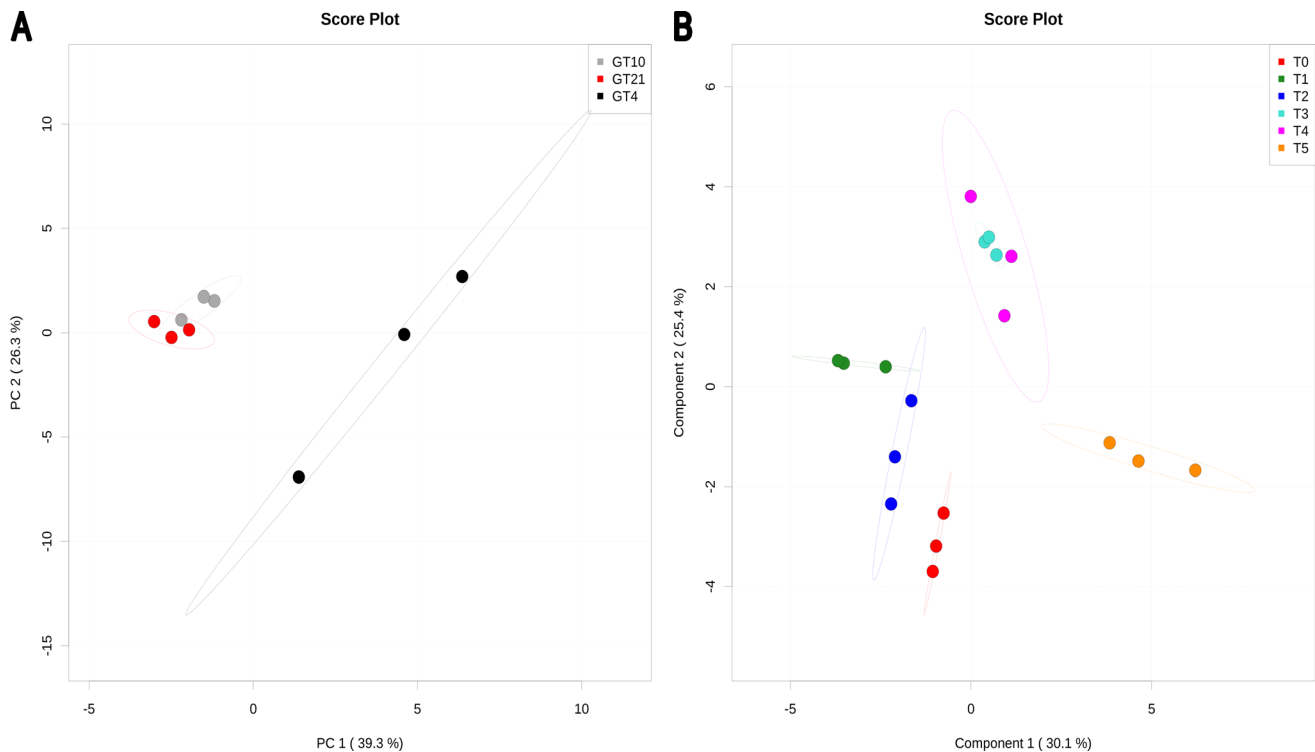 A
Score Plot
GT10
GT21
GT4
10
5
0
-5
-10
-15
PC 2 ( 26.3 %)
-5
0
5
10
PC 1 ( 39.3 %)
B
Score Plot
T0
T1
T2
T3
T4
T5
6
4
2
0
-2
-4
Component 2 ( 25.4 %)
-5
0
5
Component 1 ( 30.1 %)